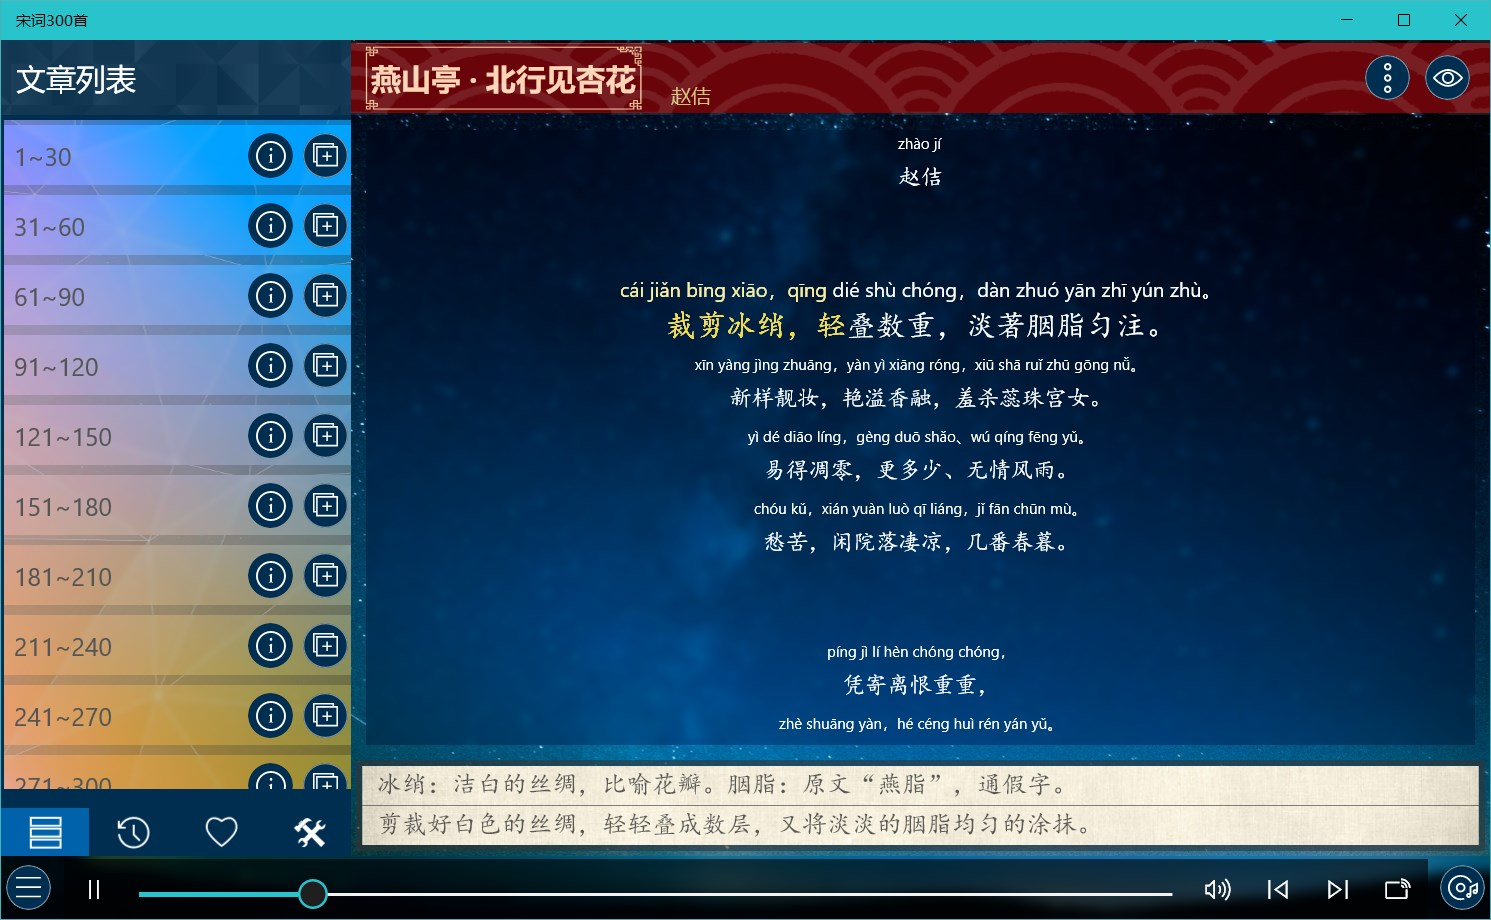 宋词300首
文章列表
燕山亭·北行见杏花
赵佶
1~30
31~60
61~90
91~120
121~150
151~180
181~210
211~240
241~270
271~300
zhào jí
赵佶
cái jiǎn bīng xiāo，qīng dié shù chóng，dàn zhuó yān zhī yún zhù。
裁剪冰绡，轻叠数重，淡著胭脂匀注。
xīn yàng jìng zhuāng，yàn yì xiāng róng，xiū shā ruǐ zhū gōng nǚ。
新样靓妆，艳溢香融，羞杀蕊珠宫女。
yì dé diāo líng，gèng duō shǎo、wú qíng fēng yǔ。
易得凋零，更多少、无情风雨。
chóu kǔ，xián yuàn luò qī liáng，jǐ fān chūn mù。
愁苦，闲院落凄凉，几番春暮。
píng jì lí hèn chóng chóng，
凭寄离恨重重，
zhè shuāng yàn，hé céng huì rén yán yǔ。
冰绡：洁白的丝绸，比喻花瓣。胭脂：原文“燕脂”，通假字。
剪裁好白色的丝绸，轻轻叠成数层，又将淡淡的胭脂均匀的涂抹。